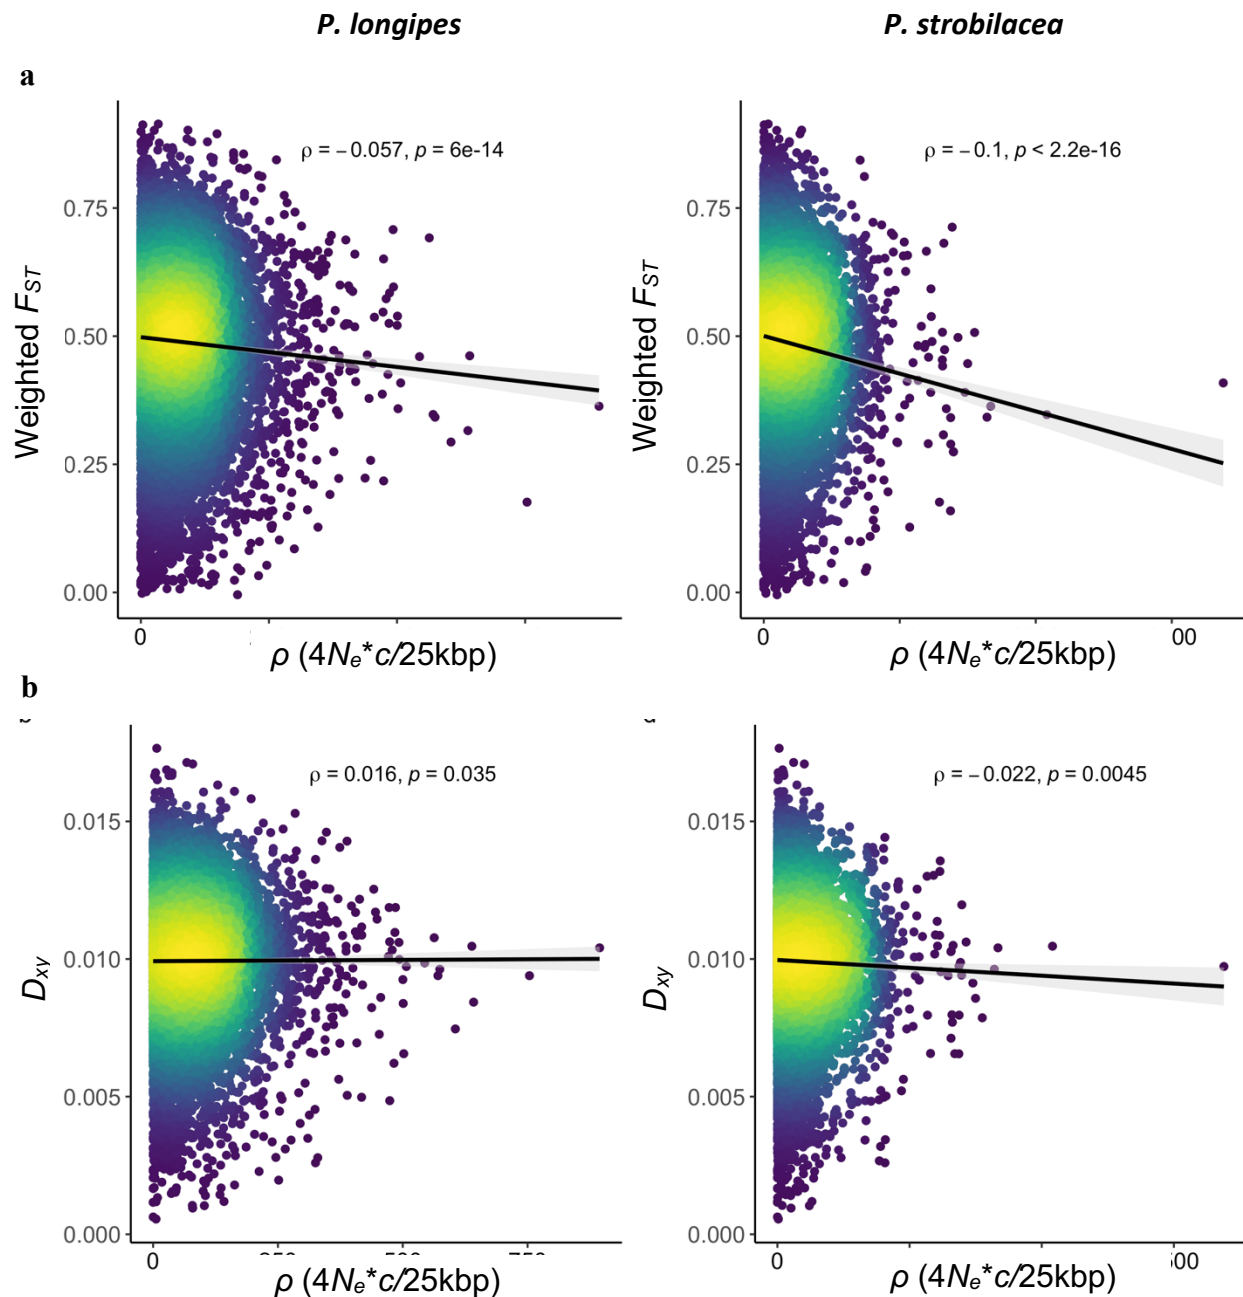 P. longipes
P. strobilacea
a
ρ = −0.057, p = 6e-14
0.75
0.50
0.25
0.00
Weighted FST
0
ρ (4Ne*c/25kbp)
ρ = −0.1, p < 2.2e-16
0.75
0.50
0.25
0.00
Weighted FST
0
00
ρ (4Ne*c/25kbp)
b
ρ = 0.016, p = 0.035
0.015
0.010
0.005
0.000
Dxy
0
ρ (4Ne*c/25kbp)
ρ = −0.022, p = 0.0045
0.015
0.010
0.005
0.000
Dxy
0
500
ρ (4Ne*c/25kbp)